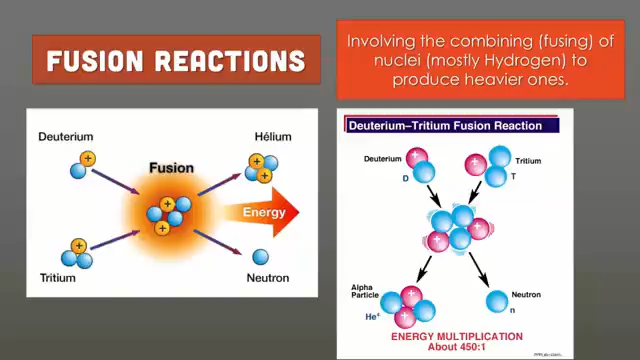 FUSION REACTIONS
Involving the combining (fusing) of
nuclei (mostly Hydrogen) to
produce heavier ones.
Deuterium
Hélium
Fusion
Energy
Tritium
Neutron
Deuterium–Tritium Fusion Reaction
Deuterium
D
Tritium
T
Alpha
Particle
He⁴
Neutron
n
ENERGY MULTIPLICATION
About 450:1